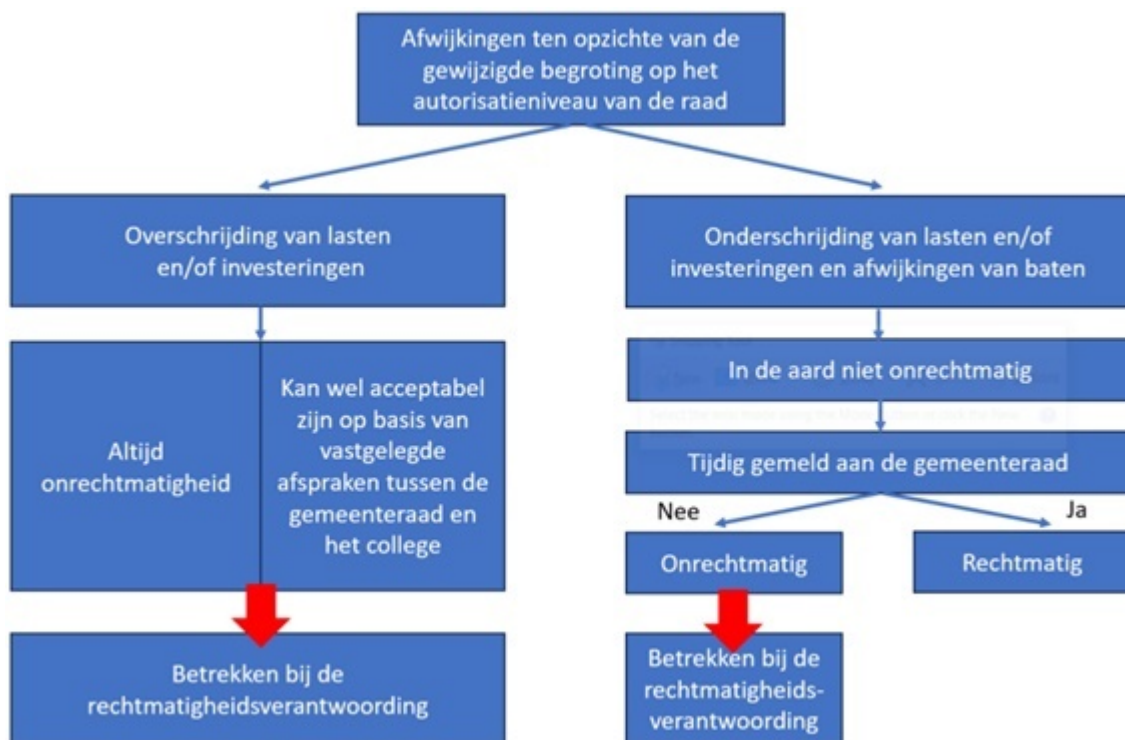 Afwijkingen ten opzichte van de
gewijzigde begroting op het
autorisatieniveau van de raad
Overschrijding van lasten
en/of investeringen
Altijd
onrechtmatigheid
Kan wel acceptabel
zijn op basis van
vastgelegde
afspraken tussen de
gemeenteraad en
het college
Betrekken bij de
rechtmatigheidsverantwoording
Onderschrijding van lasten en/of
investeringen en afwijkingen van baten
In de aard niet onrechtmatig
Tijdig gemeld aan de gemeenteraad
Nee
Ja
Onrechtmatig
Rechtmatig
Betrekken bij de
rechtmatigheids-
verantwoording